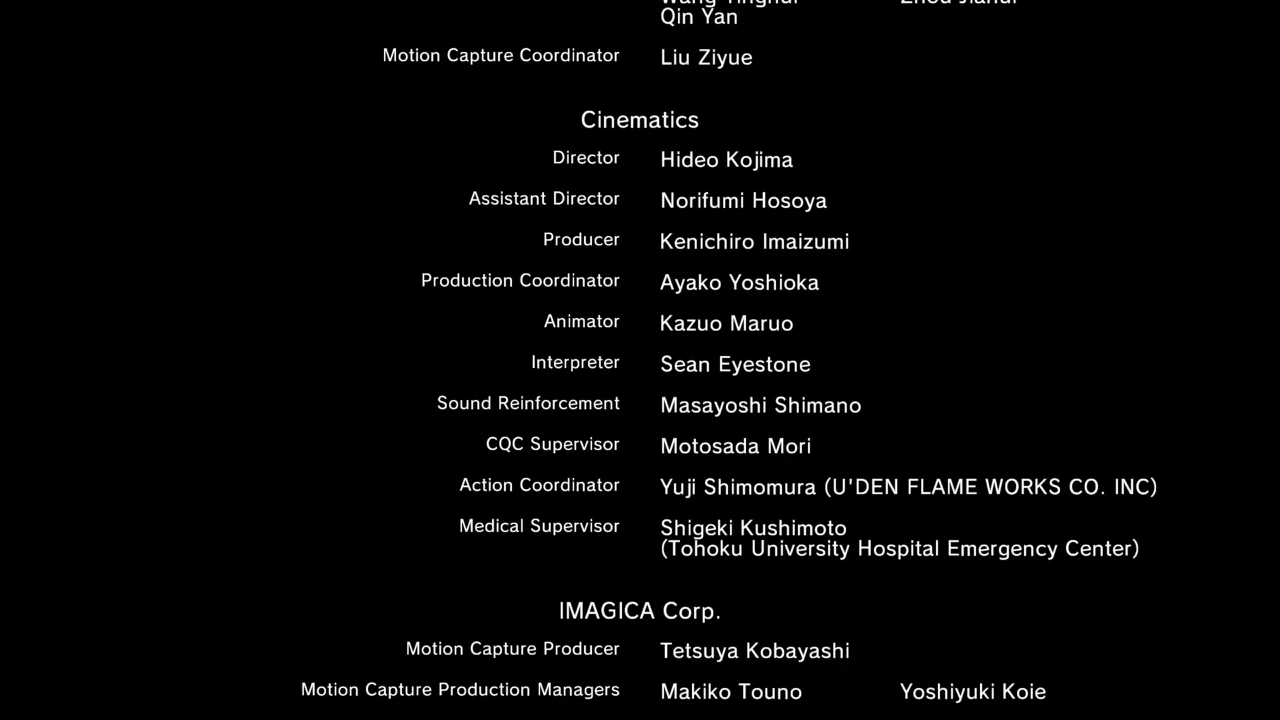 Qin Yan
Motion Capture Coordinator Liu Ziyue
Cinematics
Director Hideo Kojima
Assistant Director Norifumi Hosoya
Producer Kenichiro Imaizumi
Production Coordinator Ayako Yoshioka
Animator Kazuo Maruo
Interpreter Sean Eyestone
Sound Reinforcement Masayoshi Shimano
CQC Supervisor Motosada Mori
Action Coordinator Yuji Shimomura (U'DEN FLAME WORKS CO. INC)
Medical Supervisor Shigeki Kushimoto
(Tohoku University Hospital Emergency Center)
IMAGICA Corp.
Motion Capture Producer Tetsuya Kobayashi
Motion Capture Production Managers Makiko Touno Yoshiyuki Koie